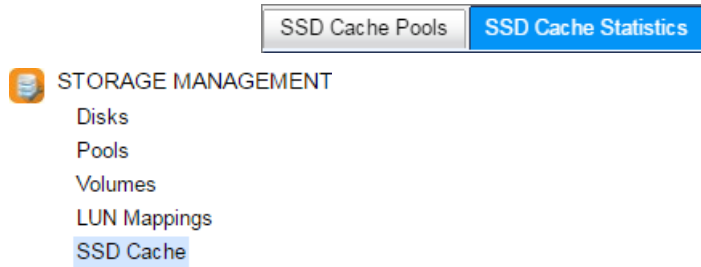 SSD Cache Pools SSD Cache Statistics
STORAGE MANAGEMENT
Disks
Pools
Volumes
LUN Mappings
SSD Cache